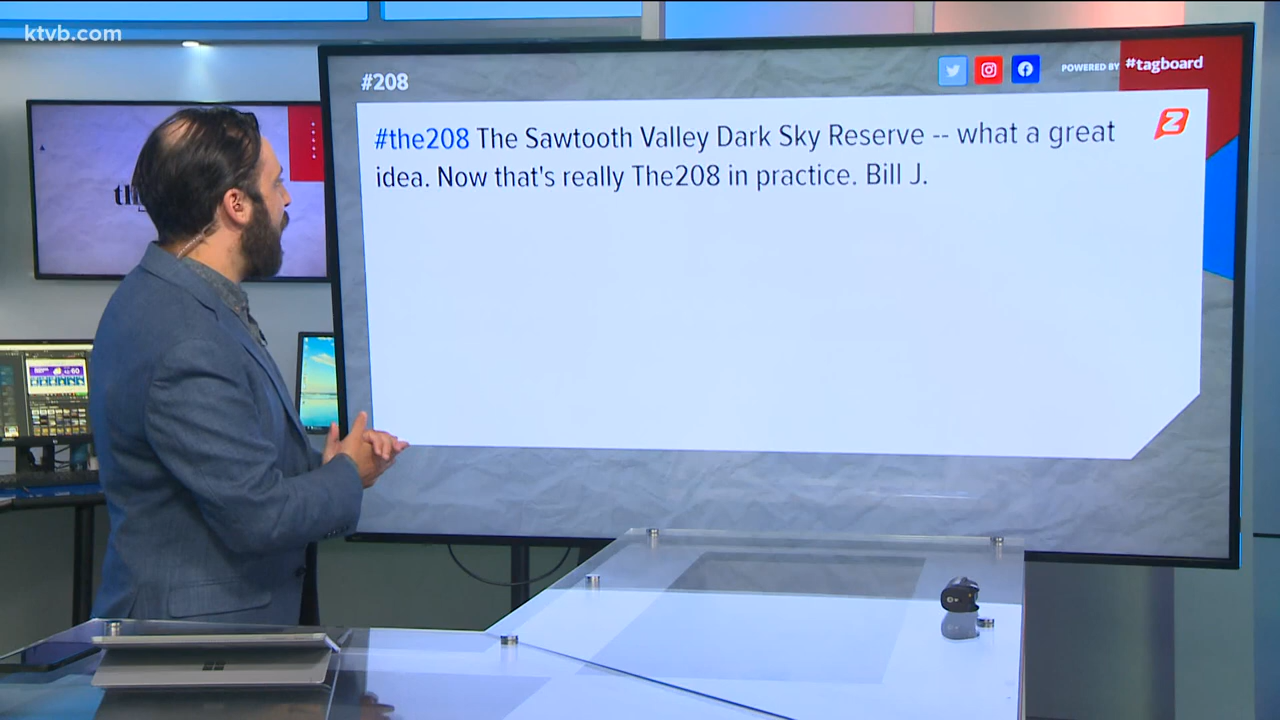 ktvb.com
#208
POWERED BY #tagboard
#the208 The Sawtooth Valley Dark Sky Reserve -- what a great
idea. Now that's really The208 in practice. Bill J.